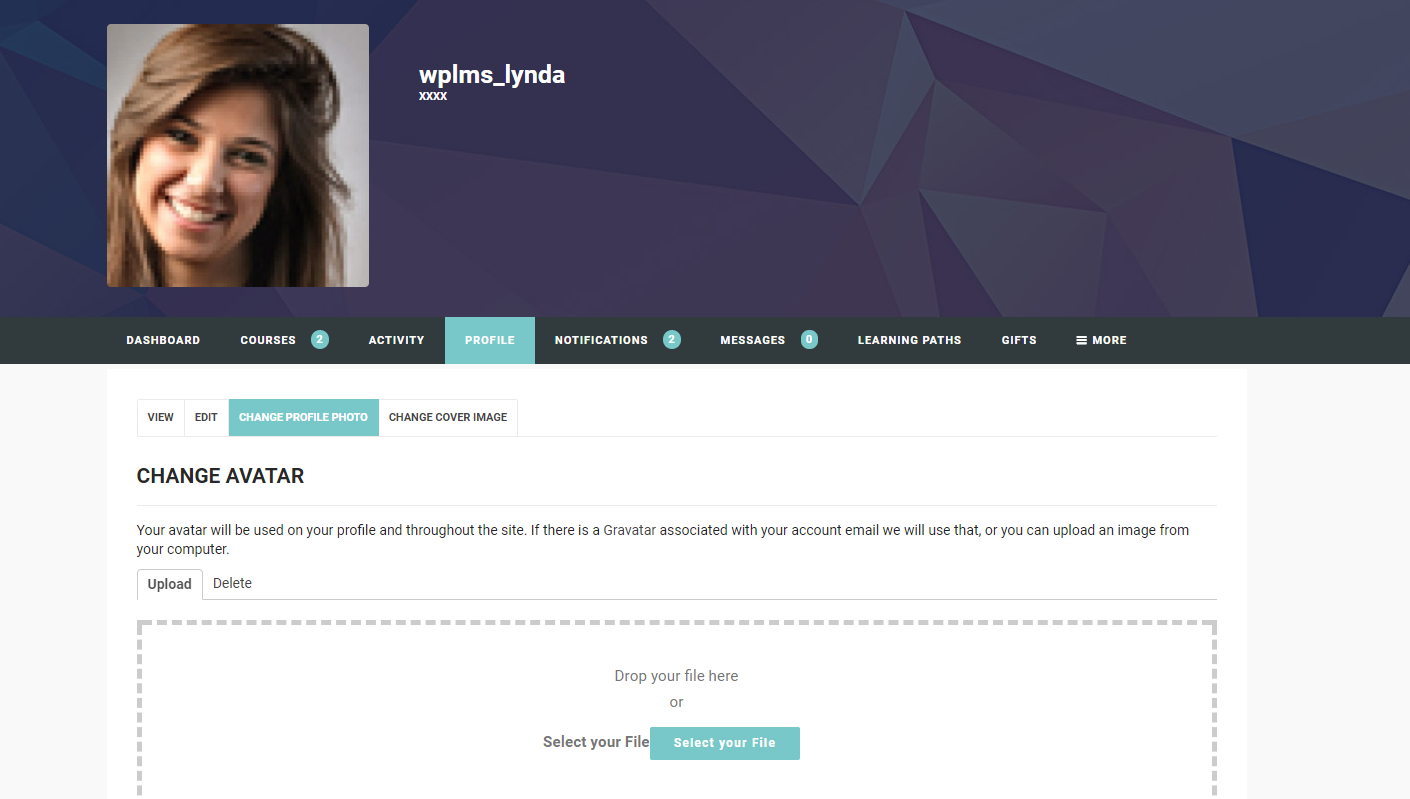 wplms_lynda
xxxx
DASHBOARD COURSES 2 ACTIVITY PROFILE NOTIFICATIONS 2 MESSAGES 0 LEARNING PATHS GIFTS MORE
VIEW EDIT CHANGE PROFILE PHOTO CHANGE COVER IMAGE
CHANGE AVATAR
Your avatar will be used on your profile and throughout the site. If there is a Gravatar associated with your account email we will use that, or you can upload an image from
your computer.
Upload Delete
Drop your file here
or
Select your File Select your File